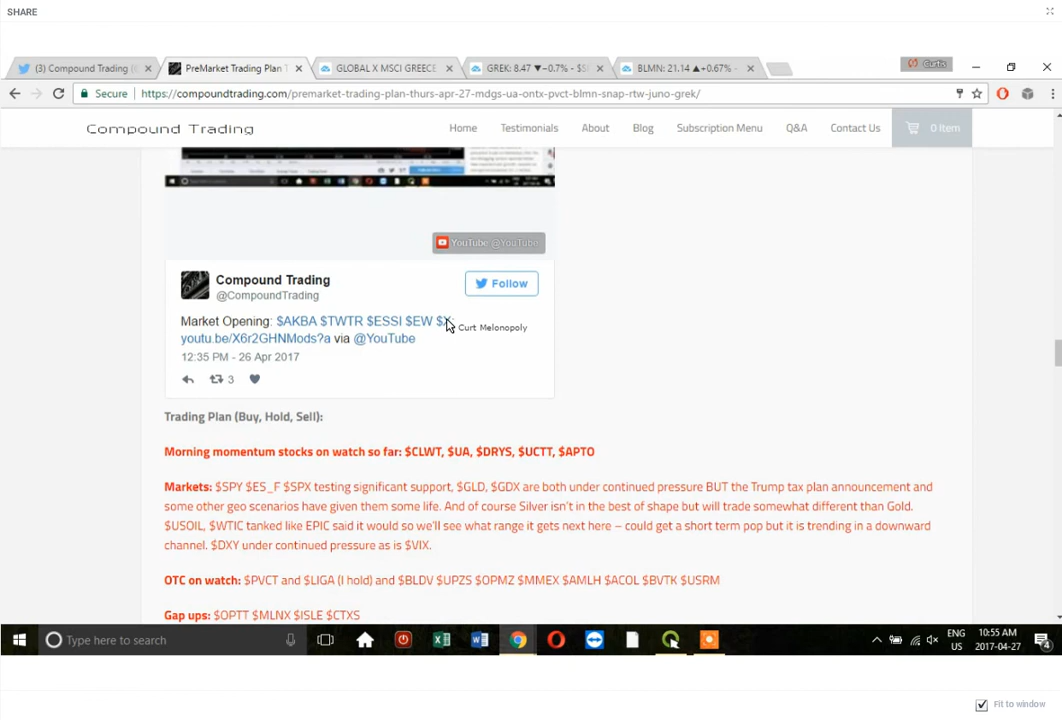 SHARE
(3) Compound Trading (
PreMarket Trading Plan T
GLOBAL X MSCI GREECE
GREK: 8.47 ▼−0.7% - $S
BLMN: 21.14 ▲+0.67% -
Curtis
Secure
https://compoundtrading.com/premarket-trading-plan-thurs-apr-27-mdgs-ua-ontx-pvct-blmn-snap-rtw-juno-grek/
Compound Trading
Home
Testimonials
About
Blog
Subscription Menu
Q&A
Contact Us
0 Item
YouTube @YouTube
Compound Trading
@CompoundTrading
Follow
Market Opening: $AKBA $TWTR $ESSI $EW $X:
Curt Melonopoly
youtu.be/X6r2GHNMods?a via @YouTube
12:35 PM - 26 Apr 2017
3
Trading Plan (Buy, Hold, Sell):
Morning momentum stocks on watch so far: $CLWT, $UA, $DRYS, $UCTT, $APTO
Markets: $SPY $ES_F $SPX testing significant support, $GLD, $GDX are both under continued pressure BUT the Trump tax plan announcement and
some other geo scenarios have given them some life. And of course Silver isn't in the best of shape but will trade somewhat different than Gold.
$USOIL, $WTIC tanked like EPIC said it would so we'll see what range it gets next here – could get a short term pop but it is trending in a downward
channel. $DXY under continued pressure as is $VIX.
OTC on watch: $PVCT and $LIGA (I hold) and $BLDV $UPZS $OPMZ $MMEX $AMLH $ACOL $BVTK $USRM
Gap ups: $OPTT $MLNX $ISLE $CTXS
Type here to search
ENG
US
10:55 AM
2017-04-27
4
Fit to window